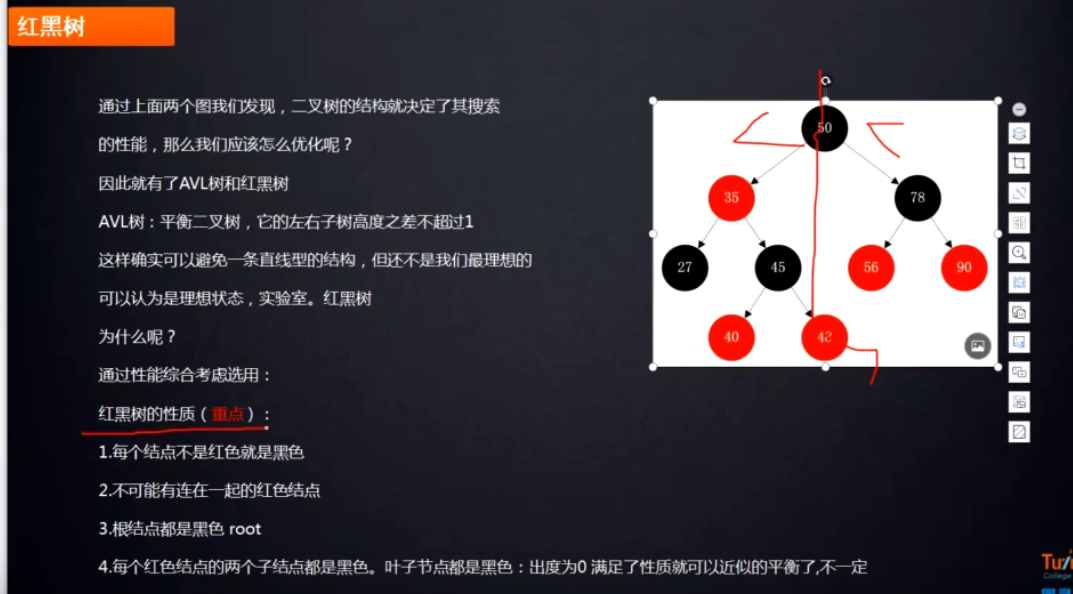 红黑树
通过上面两个图我们发现，二叉树的结构就决定了其搜索
的性能，那么我们应该怎么优化呢？
因此就有了AVL树和红黑树
AVL树：平衡二叉树，它的左右子树高度之差不超过1
这样确实可以避免一条直线型的结构，但还不是我们最理想的
可以认为是理想状态，实验室。红黑树
为什么呢？
通过性能综合考虑选用：
红黑树的性质（重点）：
1.每个结点不是红色就是黑色
2.不可能有连在一起的红色结点
3.根结点都是黑色 root
4.每个红色结点的两个子结点都是黑色。叶子节点都是黑色：出度为0 满足了性质就可以近似的平衡了,不一定
50
35
78
27
45
56
90
40
48
College